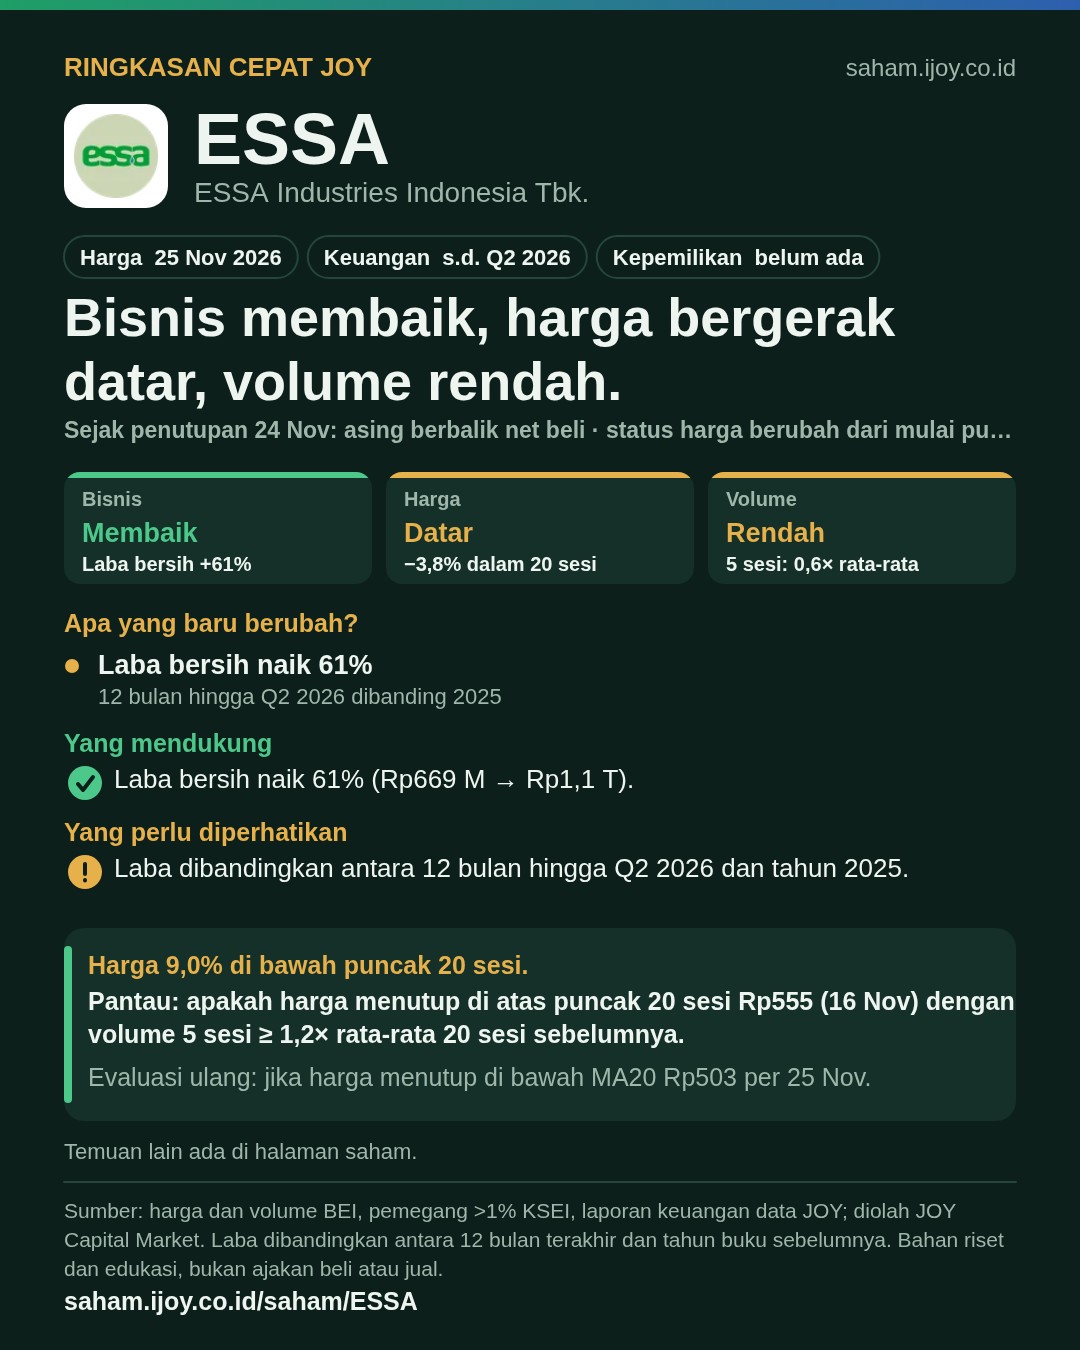 RINGKASAN CEPAT JOY
saham.ijoy.co.id
essa
ESSA
ESSA Industries Indonesia Tbk.
Harga 25 Nov 2026
Keuangan s.d. Q2 2026
Kepemilikan belum ada
Bisnis membaik, harga bergerak
datar, volume rendah.
Sejak penutupan 24 Nov: asing berbalik net beli · status harga berubah dari mulai pu…
Bisnis
Membaik
Laba bersih +61%
Harga
Datar
−3,8% dalam 20 sesi
Volume
Rendah
5 sesi: 0,6× rata-rata
Apa yang baru berubah?
Laba bersih naik 61%
12 bulan hingga Q2 2026 dibanding 2025
Yang mendukung
Laba bersih naik 61% (Rp669 M → Rp1,1 T).
Yang perlu diperhatikan
Laba dibandingkan antara 12 bulan hingga Q2 2026 dan tahun 2025.
Harga 9,0% di bawah puncak 20 sesi.
Pantau: apakah harga menutup di atas puncak 20 sesi Rp555 (16 Nov) dengan
volume 5 sesi ≥ 1,2× rata-rata 20 sesi sebelumnya.
Evaluasi ulang: jika harga menutup di bawah MA20 Rp503 per 25 Nov.
Temuan lain ada di halaman saham.
Sumber: harga dan volume BEI, pemegang >1% KSEI, laporan keuangan data JOY; diolah JOY
Capital Market. Laba dibandingkan antara 12 bulan terakhir dan tahun buku sebelumnya. Bahan riset
dan edukasi, bukan ajakan beli atau jual.
saham.ijoy.co.id/saham/ESSA